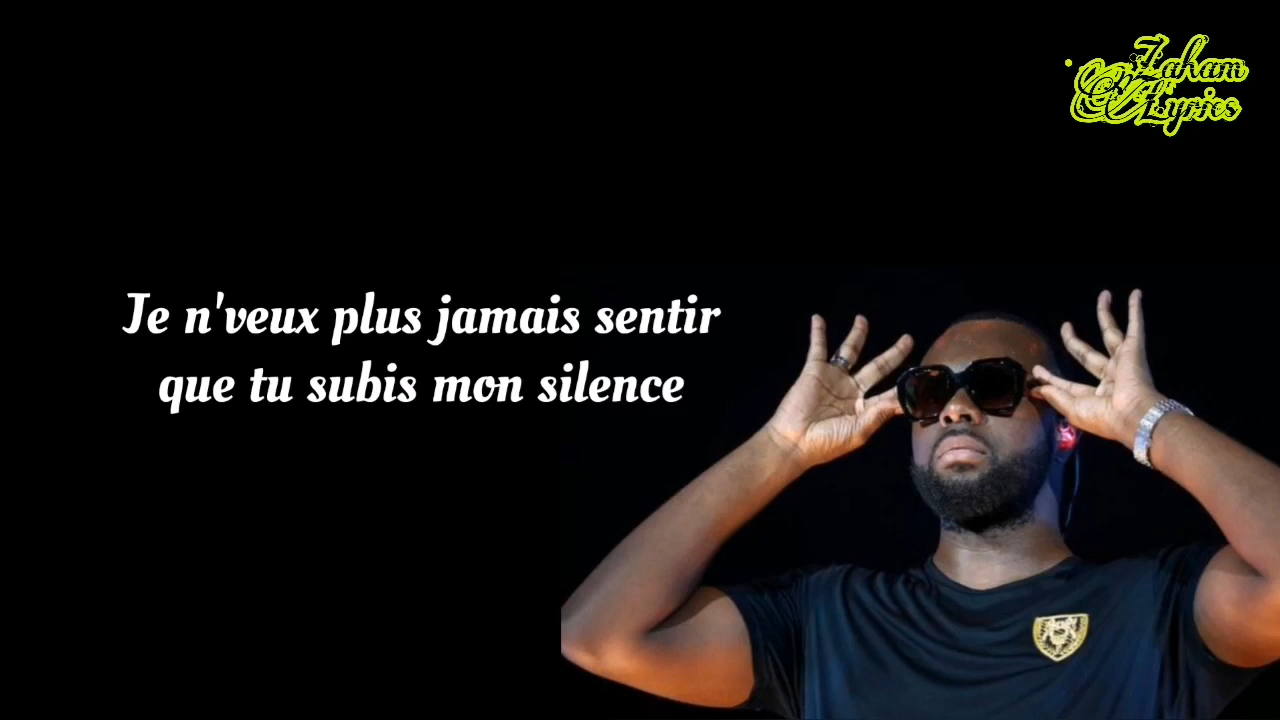 Zaham
Lyrics
Je n'veux plus jamais sentir
que tu subis mon silence